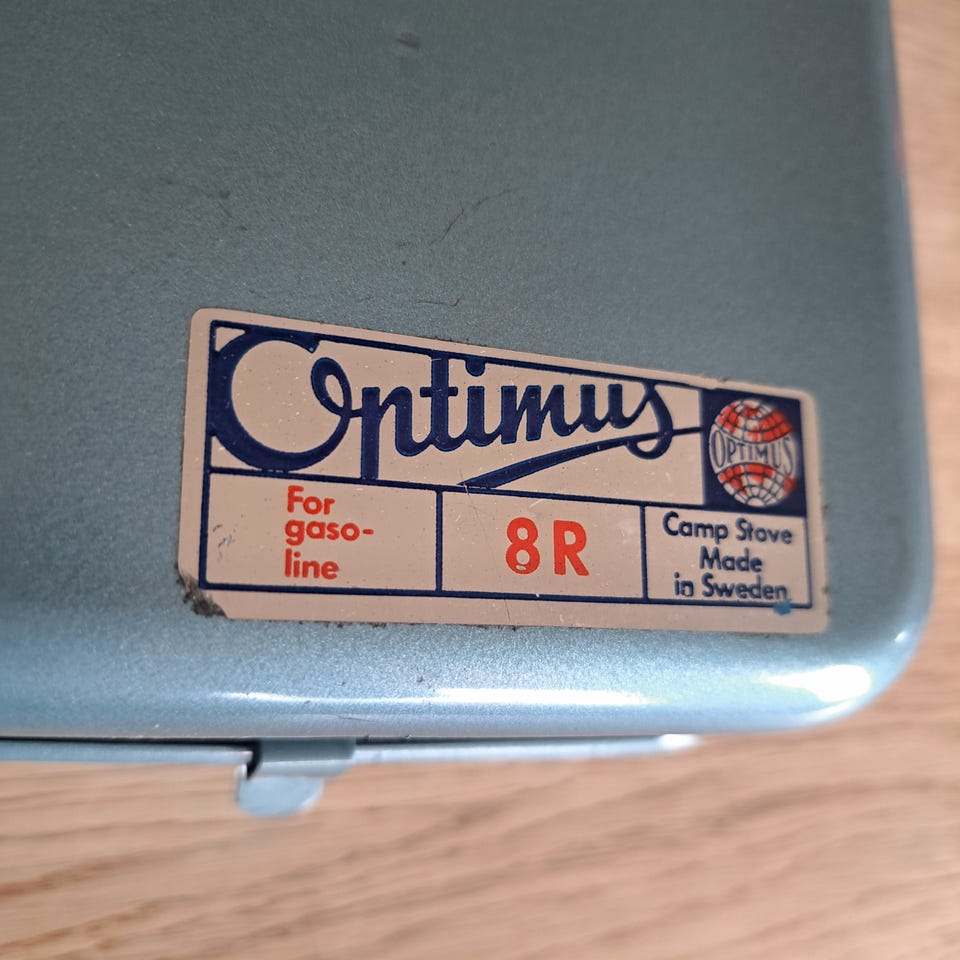 Optimus
OPTIMUS
For
gaso-
line
8R
Camp Stove
Made
in Sweden